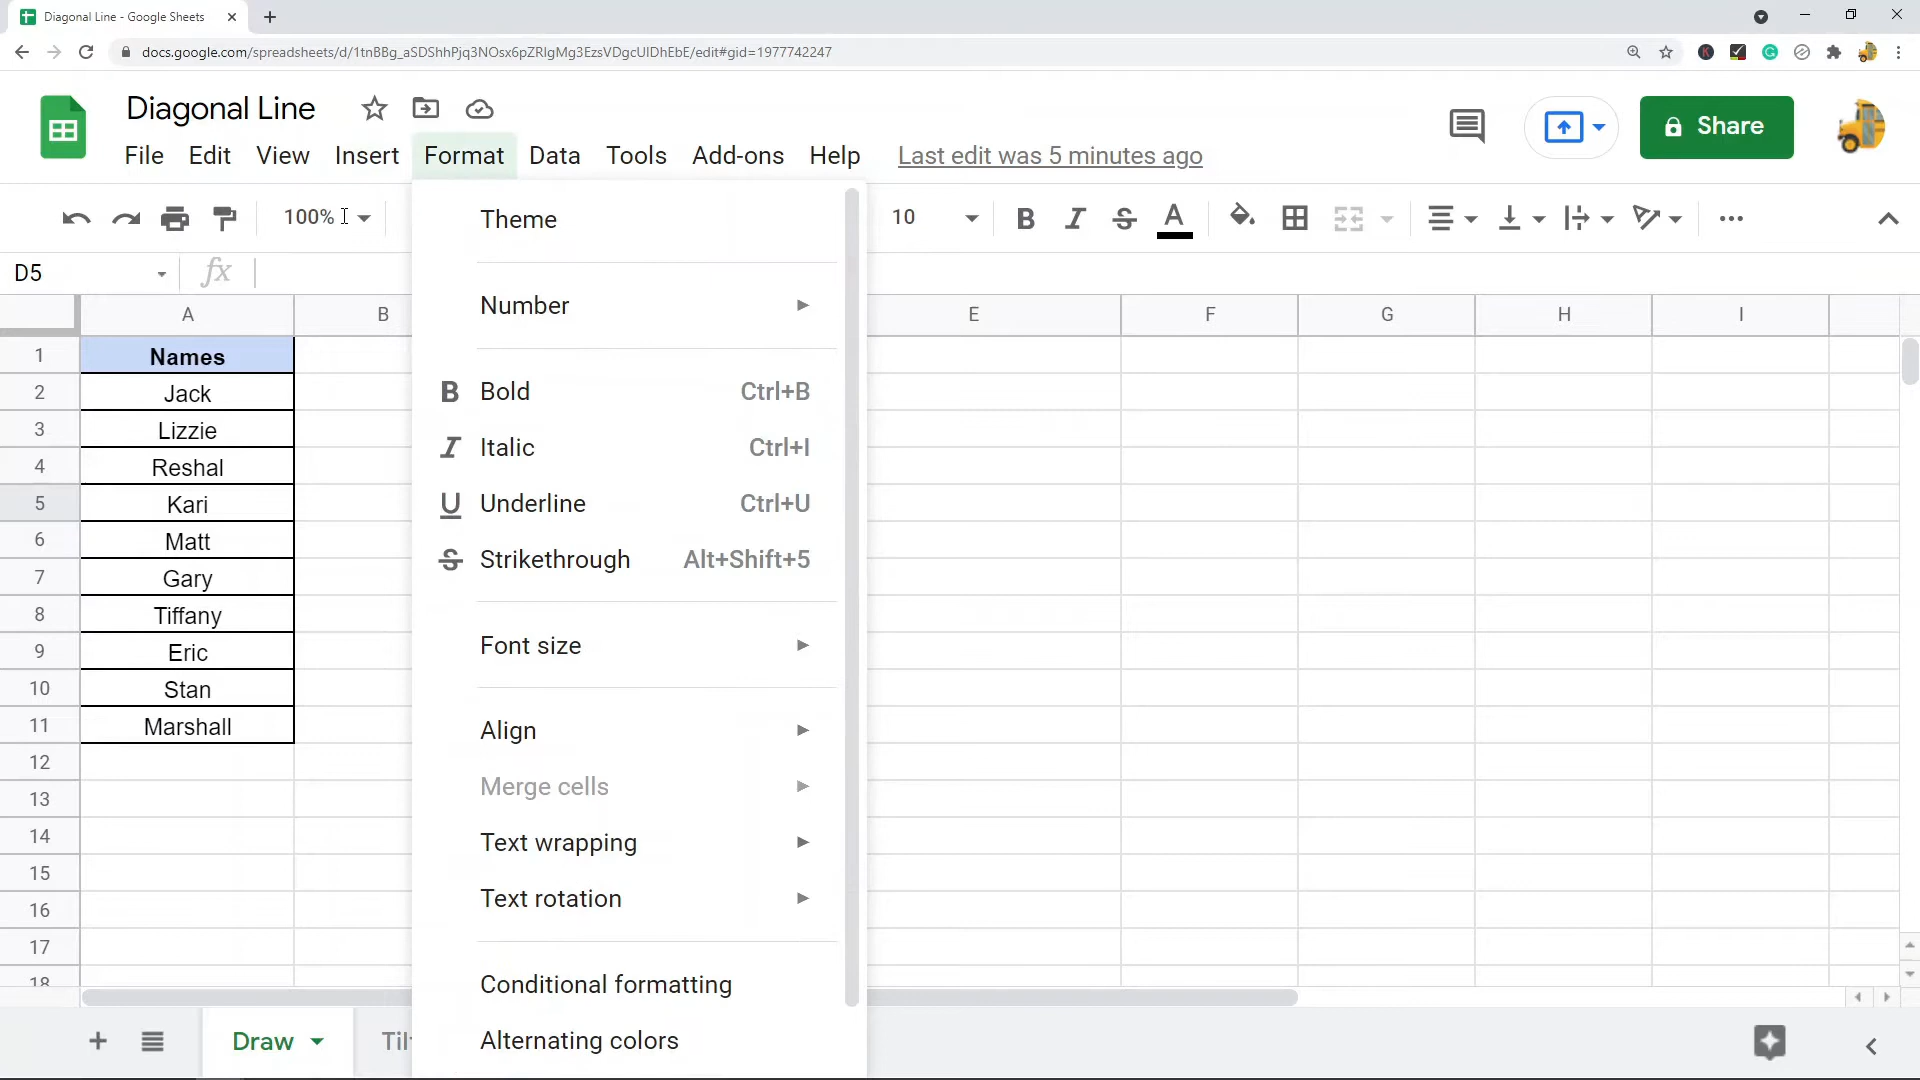 Diagonal Line - Google Sheets
docs.google.com/spreadsheets/d/1tnBBg_aSDShhPjq3NOsx6pZRlgMg3EzsVDgcUIDhEbE/edit#gid=1977742247
Diagonal Line
File Edit View Insert Format Data Tools Add-ons Help Last edit was 5 minutes ago
Share
100% 10 B I S A
D5 fx
A B E F G H I
Theme
Number
B Bold Ctrl+B
I Italic Ctrl+I
U Underline Ctrl+U
S Strikethrough Alt+Shift+5
Font size
Align
Merge cells
Text wrapping
Text rotation
Conditional formatting
Alternating colors
1 Names
2 Jack
3 Lizzie
4 Reshal
5 Kari
6 Matt
7 Gary
8 Tiffany
9 Eric
10 Stan
11 Marshall
12
13
14
15
16
17
18
Draw